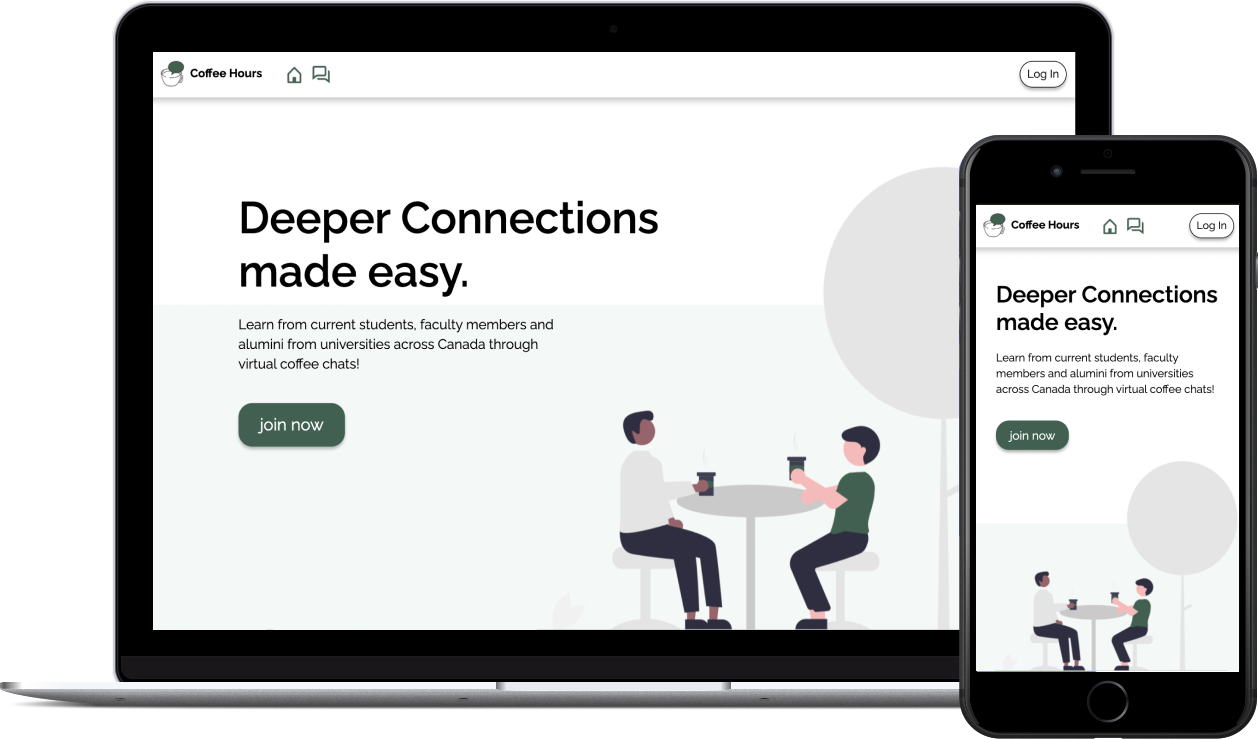 Coffee Hours
Log In
Deeper Connections
made easy.
Learn from current students, faculty members and
alumini from universities across Canada through
virtual coffee chats!
join now
Coffee Hours
Log In
Deeper Connections
made easy.
Learn from current students, faculty
members and alumini from universities
across Canada through virtual coffee chats!
join now